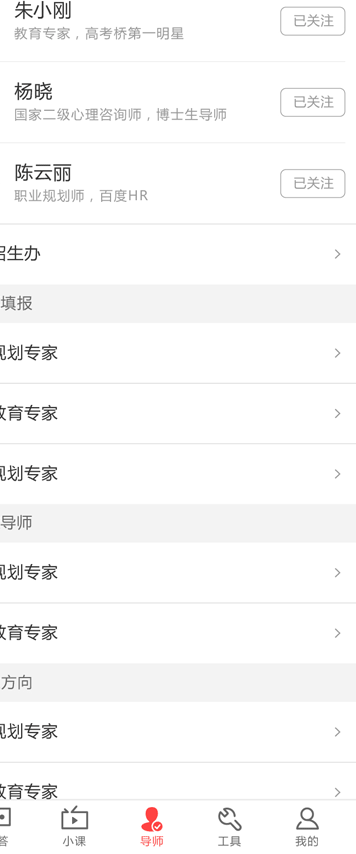 朱小刚
已关注
教育专家，高考桥第一明星
杨晓
已关注
国家二级心理咨询师，博士生导师
陈云丽
已关注
职业规划师，百度HR
招生办
填报
规划专家
教育专家
规划专家
导师
规划专家
教育专家
方向
规划专家
教育专家
答
小课
导师
工具
我的